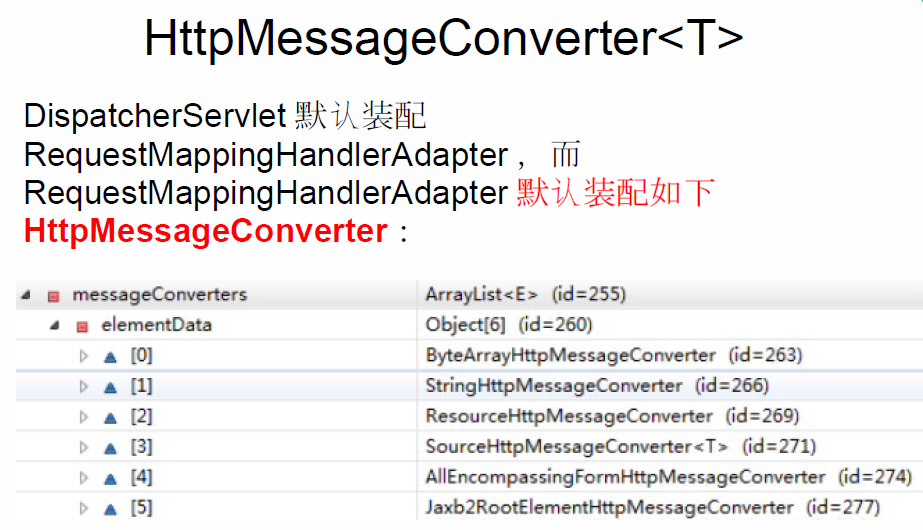 HttpMessageConverter<T>
DispatcherServlet 默认装配
RequestMappingHandlerAdapter ，而
RequestMappingHandlerAdapter 默认装配如下
HttpMessageConverter：
messageConverters ArrayList<E> (id=255)
elementData Object[6] (id=260)
[0] ByteArrayHttpMessageConverter (id=263)
[1] StringHttpMessageConverter (id=266)
[2] ResourceHttpMessageConverter (id=269)
[3] SourceHttpMessageConverter<T> (id=271)
[4] AllEncompassingFormHttpMessageConverter (id=274)
[5] Jaxb2RootElementHttpMessageConverter (id=277)